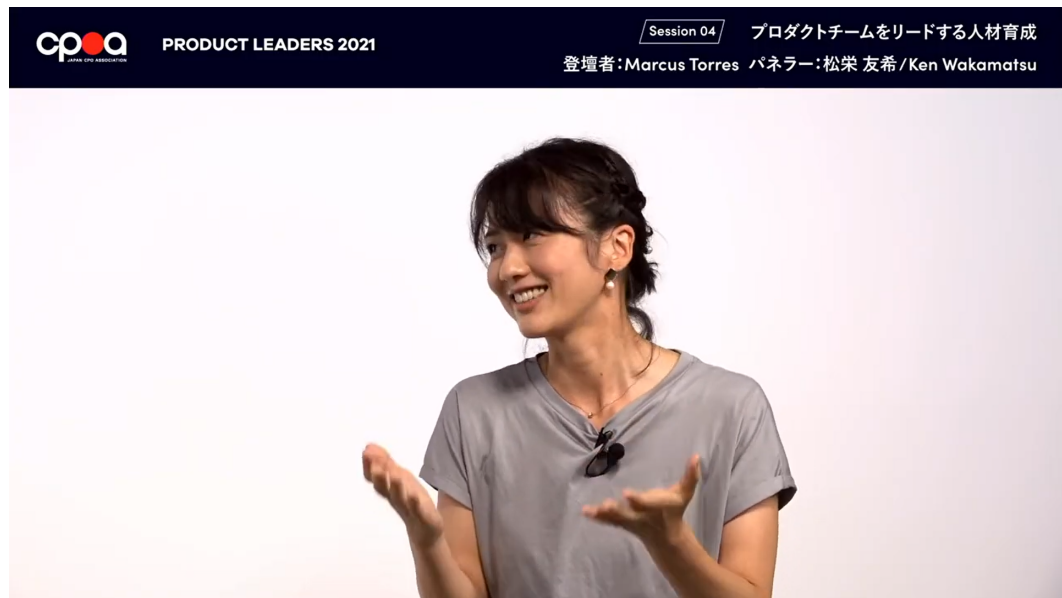 cpoa
JAPAN CPO ASSOCIATION
PRODUCT LEADERS 2021
Session 04
プロダクトチームをリードする人材育成
登壇者：Marcus Torres パネラー：松栄 友希/Ken Wakamatsu